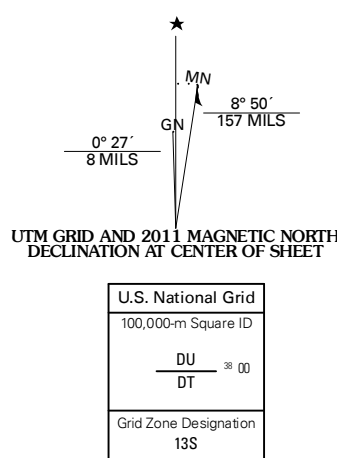 ★
MN
8° 50´
157 MILS
GN
0° 27´
8 MILS
UTM GRID AND 2011 MAGNETIC NORTH
DECLINATION AT CENTER OF SHEET
U.S. National Grid
100,000-m Square ID
DU
38 00
DT
Grid Zone Designation
13S